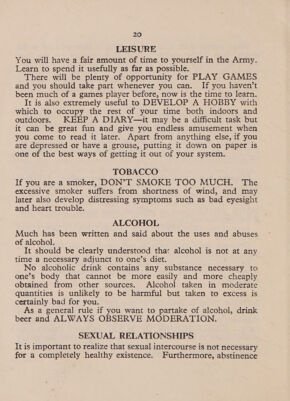 20
LEISURE
You will have a fair amount of time to yourself in the Army.
Learn to spend it usefully as far as possible.
There will be plenty of opportunity for PLAY GAMES
and you should take part whenever you can. If you haven't
been much of a games player before, now is the time to learn.
It is also extremely useful to DEVELOP A HOBBY with
which to occupy the rest of your time both indoors and
outdoors. KEEP A DIARY—it may be a difficult task but
it can be great fun and give you endless amusement when
you come to read it later. Apart from anything else, if you
are depressed or have a grouse, putting it down on paper is
one of the best ways of getting it out of your system.
TOBACCO
If you are a smoker, DON'T SMOKE TOO MUCH. The
excessive smoker suffers from shortness of wind, and may
later also develop distressing symptoms such as bad eyesight
and heart trouble.
ALCOHOL
Much has been written and said about the uses and abuses
of alcohol.
It should be clearly understood tha' alcohol is not at any
time a necessary adjunct to one's diet.
No alcoholic drink contains any substance necessary to
one's body that cannot be more easily and more cheaply
obtained from other sources. Alcohol taken in moderate
quantities is unlikely to be harmful but taken to excess is
certainly bad for you.
As a general rule if you want to partake of alcohol, drink
beer and ALWAYS OBSERVE MODERATION.
SEXUAL RELATIONSHIPS
It is important to realize that sexual intercourse is not necessary
for a completely healthy existence. Furthermore, abstinence